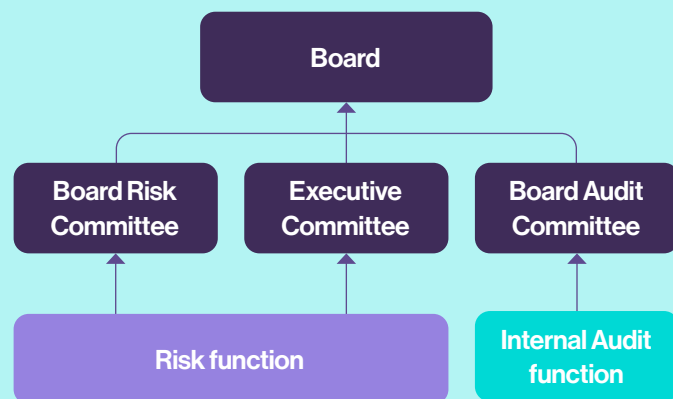 Board
Board Risk
Committee
Executive
Committee
Board Audit
Committee
Risk function
Internal Audit
function